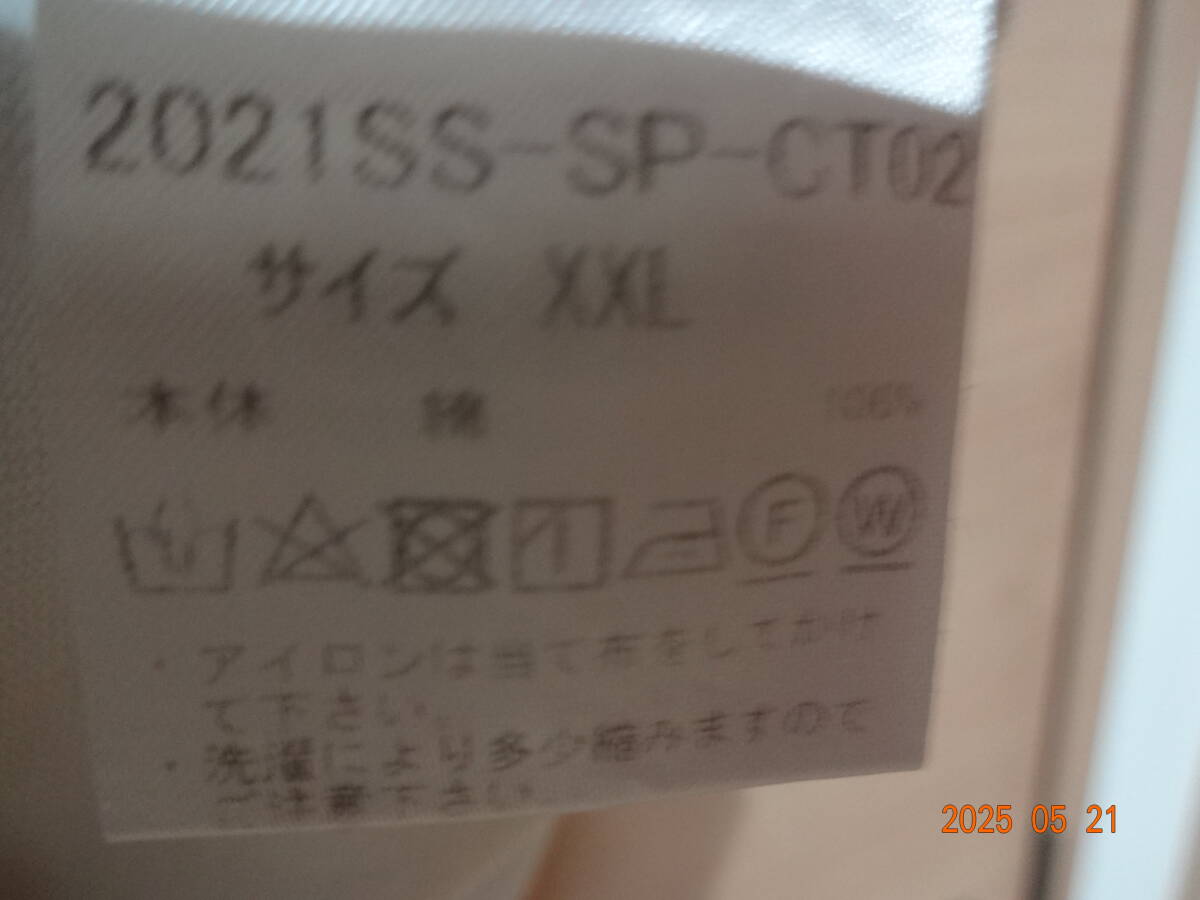 2021SS-SP-CT02
サイズ XXL
本体 綿 100%
F W
・アイロンは当て布をしてかけ
て下さい。
・洗濯により多少縮みますので
ご注意下さい
2025 05 21